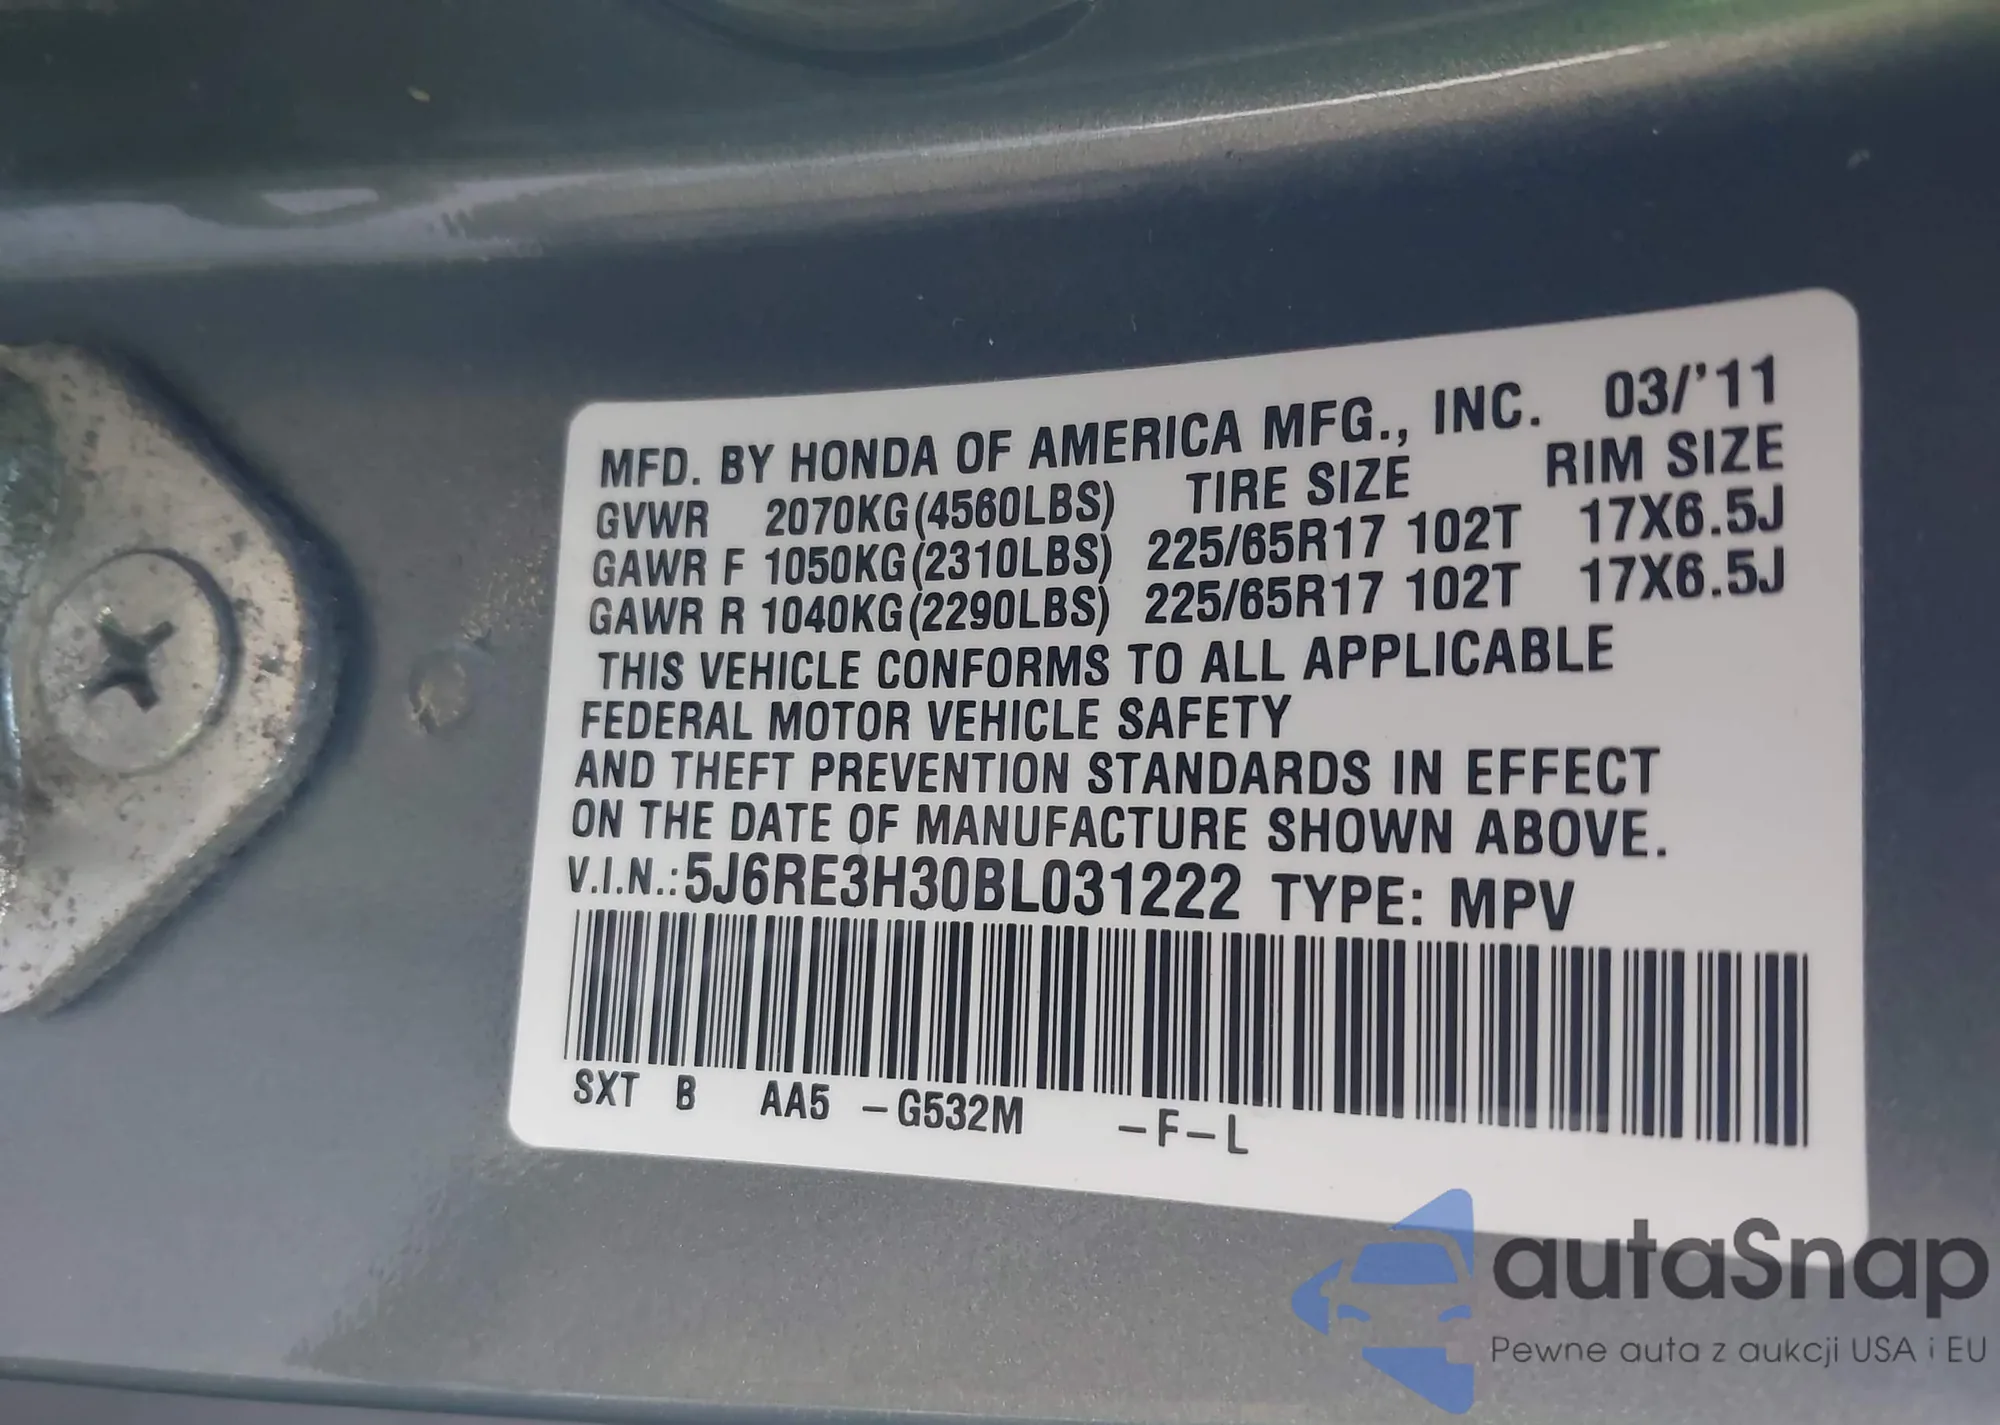 MFD. BY HONDA OF AMERICA MFG., INC. 03/'11
GVWR 2070KG(4560LBS) TIRE SIZE RIM SIZE
GAWR F 1050KG(2310LBS) 225/65R17 102T 17X6.5J
GAWR R 1040KG(2290LBS) 225/65R17 102T 17X6.5J
THIS VEHICLE CONFORMS TO ALL APPLICABLE
FEDERAL MOTOR VEHICLE SAFETY
AND THEFT PREVENTION STANDARDS IN EFFECT
ON THE DATE OF MANUFACTURE SHOWN ABOVE.
V.I.N.: 5J6RE3H30BL031222 TYPE: MPV
SXT B AA5 -G532M -F-L
autaSnap
Pewne auta z aukcji USA i EU